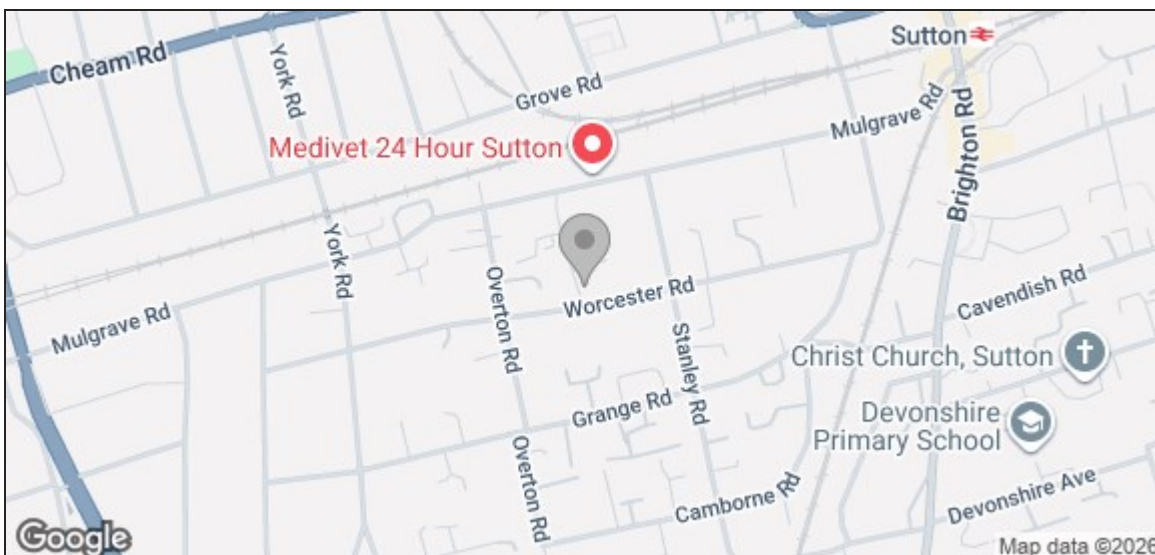 Cheam Rd
York Rd
Grove Rd
Sutton
Mulgrave Rd
Brighton Rd
Medivet 24 Hour Sutton
York Rd
Overton Rd
Worcester Rd
Mulgrave Rd
Stanley Rd
Cavendish Rd
Christ Church, Sutton
Grange Rd
Devonshire
Primary School
Overton Rd
Camborne Rd
Devonshire Ave
Google
Map data ©2026